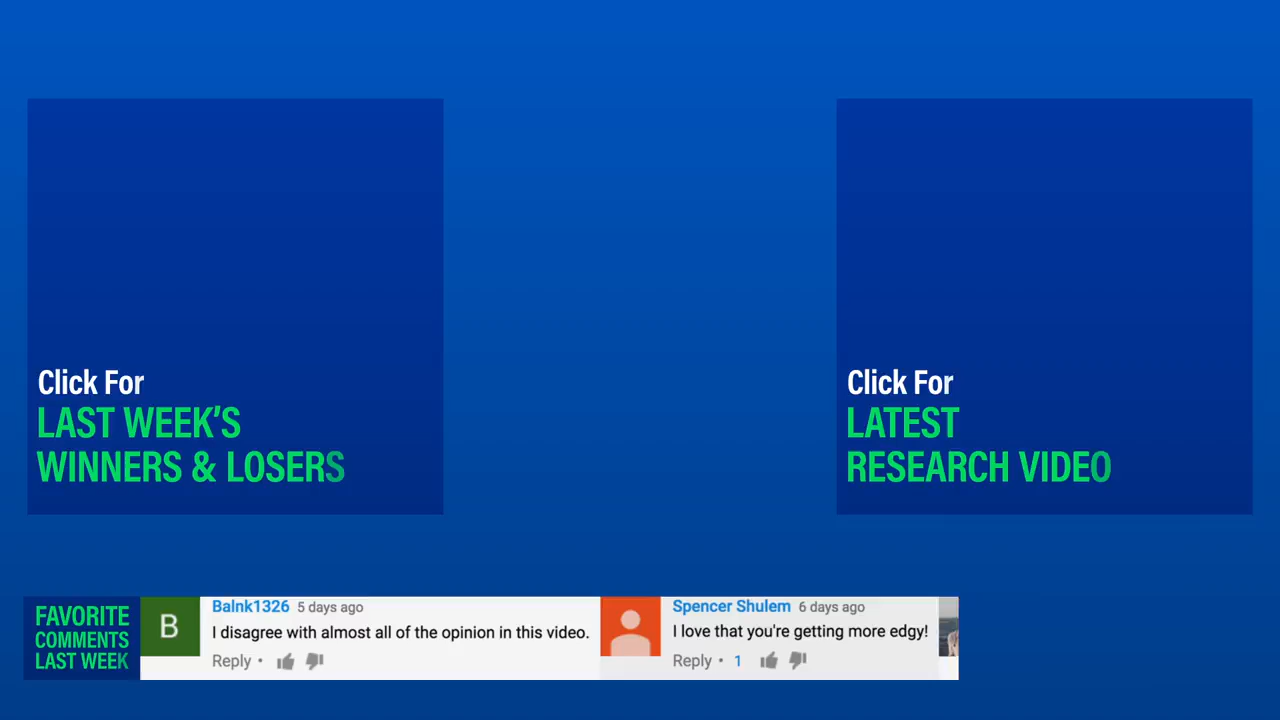 Click For
LAST WEEK'S
WINNERS & LOSERS
Click For
LATEST
RESEARCH VIDEO
FAVORITE
COMMENTS
LAST WEEK
B
Balnk1326 5 days ago
I disagree with almost all of the opinion in this video.
Reply •
Spencer Shulem 6 days ago
I love that you're getting more edgy!
Reply • 1